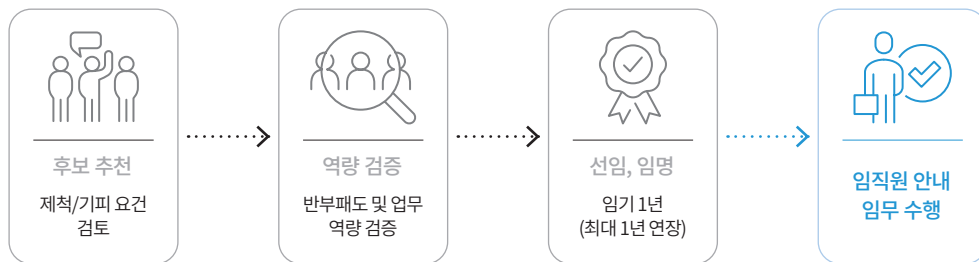 후보 추천
제척/기피 요건
검토
역량 검증
반부패도 및 업무
역량 검증
선임, 임명
임기 1년
(최대 1년 연장)
임직원 안내
임무 수행